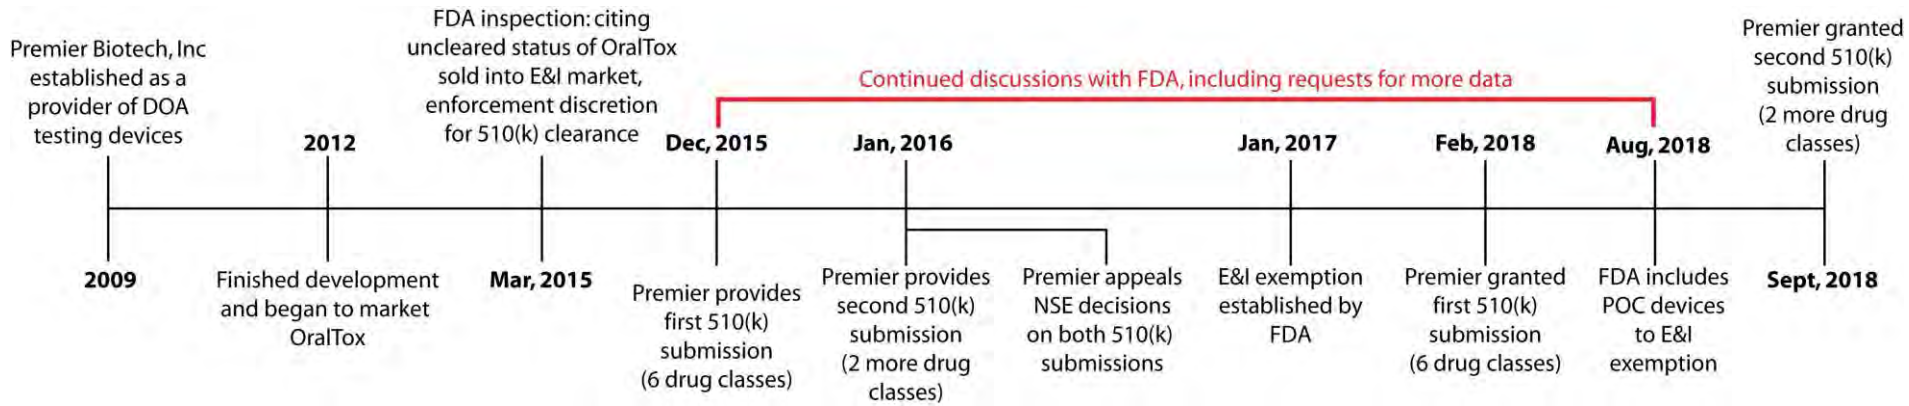 Premier Biotech, Inc
established as a
provider of DOA
testing devices
2009
2012
Finished development
and began to market
OralTox
FDA inspection: citing
uncleared status of OralTox
sold into E&I market,
enforcement discretion
for 510(k) clearance
Mar, 2015
Continued discussions with FDA, including requests for more data
Dec, 2015
Premier provides
first 510(k)
submission
(6 drug classes)
Jan, 2016
Premier provides
second 510(k)
submission
(2 more drug
classes)
Premier appeals
NSE decisions
on both 510(k)
submissions
Jan, 2017
E&I exemption
established by
FDA
Feb, 2018
Premier granted
first 510(k)
submission
(6 drug classes)
Aug, 2018
FDA includes
POC devices
to E&I
exemption
Premier granted
second 510(k)
submission
(2 more drug
classes)
Sept, 2018